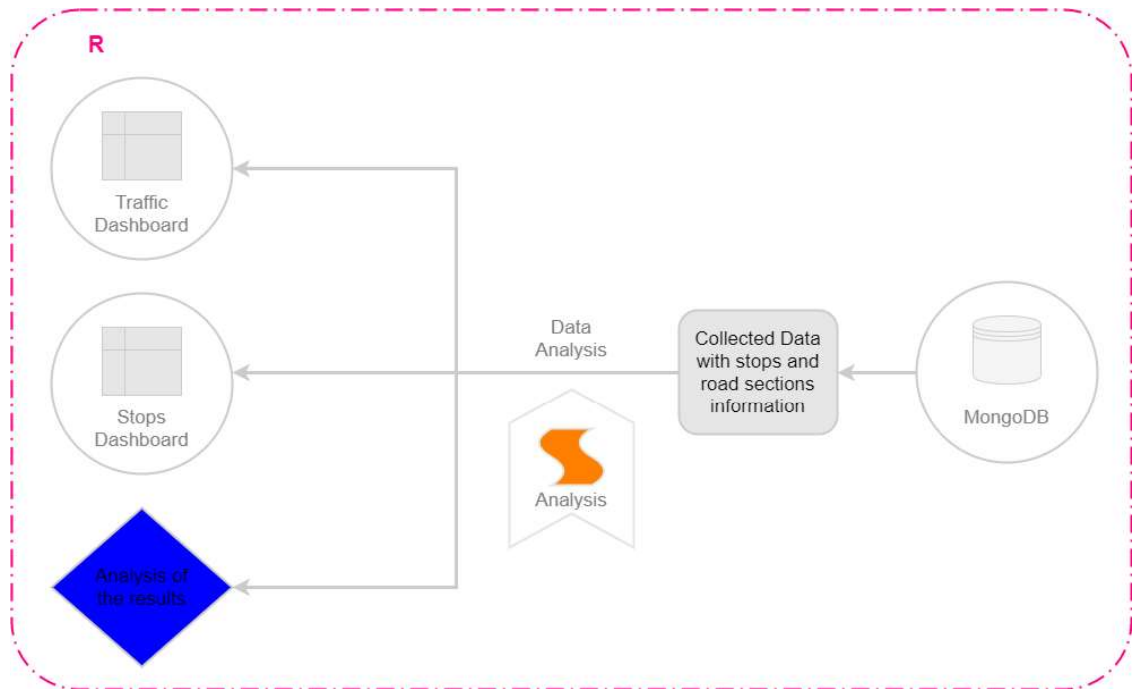 R
Traffic
Dashboard
Stops
Dashboard
Analysis of
the results
Data
Analysis
Analysis
Collected Data
with stops and
road sections
information
MongoDB